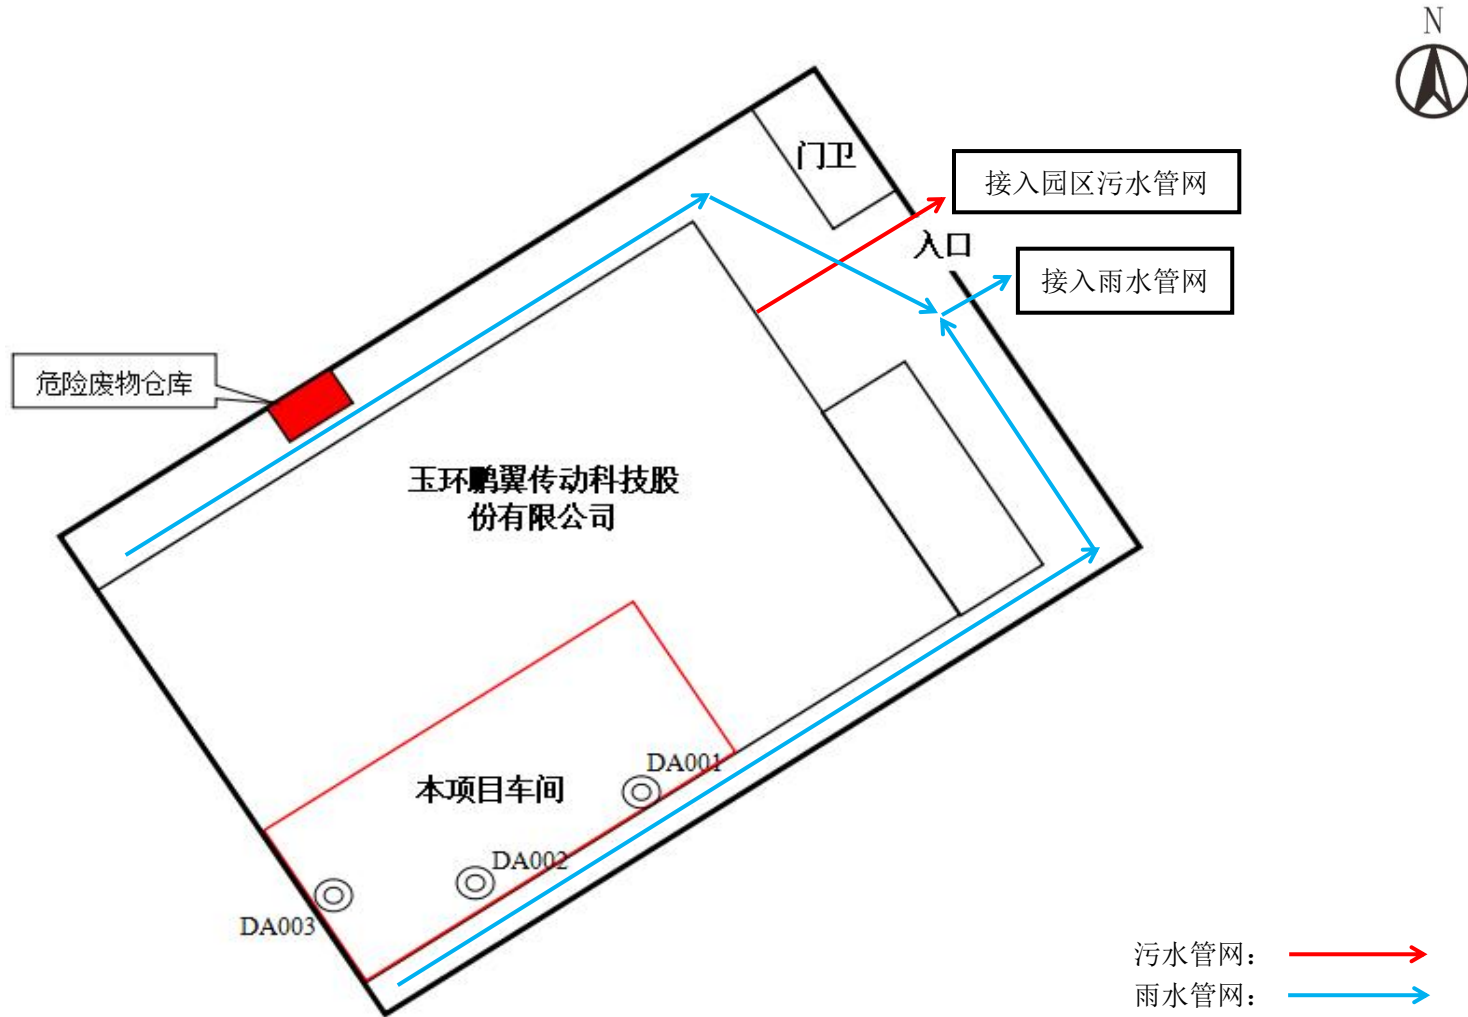 N
门卫
接入园区污水管网
入口
接入雨水管网
危险废物仓库
玉环鹏翼传动科技股
份有限公司
DA001
本项目车间
DA002
DA003
污水管网：
雨水管网：